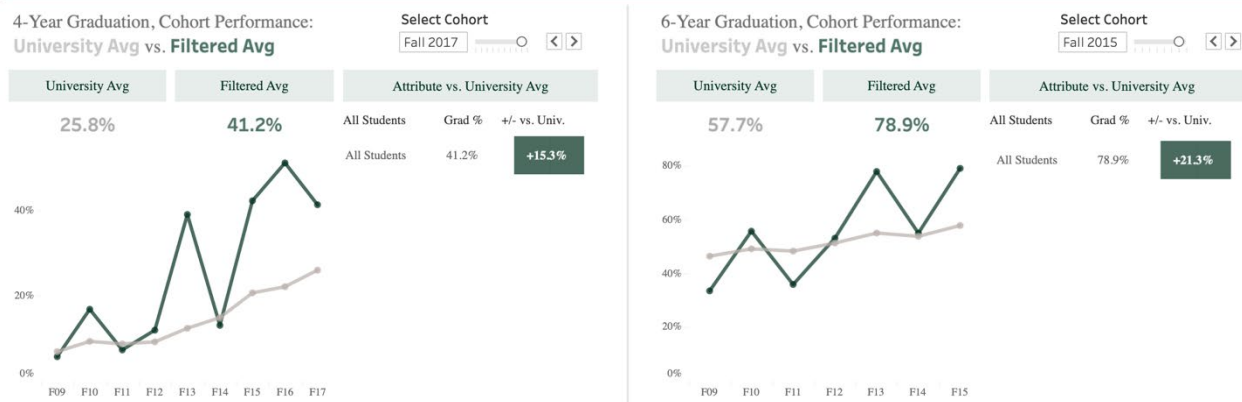 4-Year Graduation, Cohort Performance:
University Avg vs. Filtered Avg
Select Cohort
Fall 2017
< >
University Avg
Filtered Avg
Attribute vs. University Avg
25.8%
41.2%
All Students Grad % +/- vs. Univ.
All Students 41.2% +15.3%
40%
20%
0%
F09 F10 F11 F12 F13 F14 F15 F16 F17
6-Year Graduation, Cohort Performance:
University Avg vs. Filtered Avg
Select Cohort
Fall 2015
< >
University Avg
Filtered Avg
Attribute vs. University Avg
57.7%
78.9%
All Students Grad % +/- vs. Univ.
All Students 78.9% +21.3%
80%
60%
40%
20%
0%
F09 F10 F11 F12 F13 F14 F15